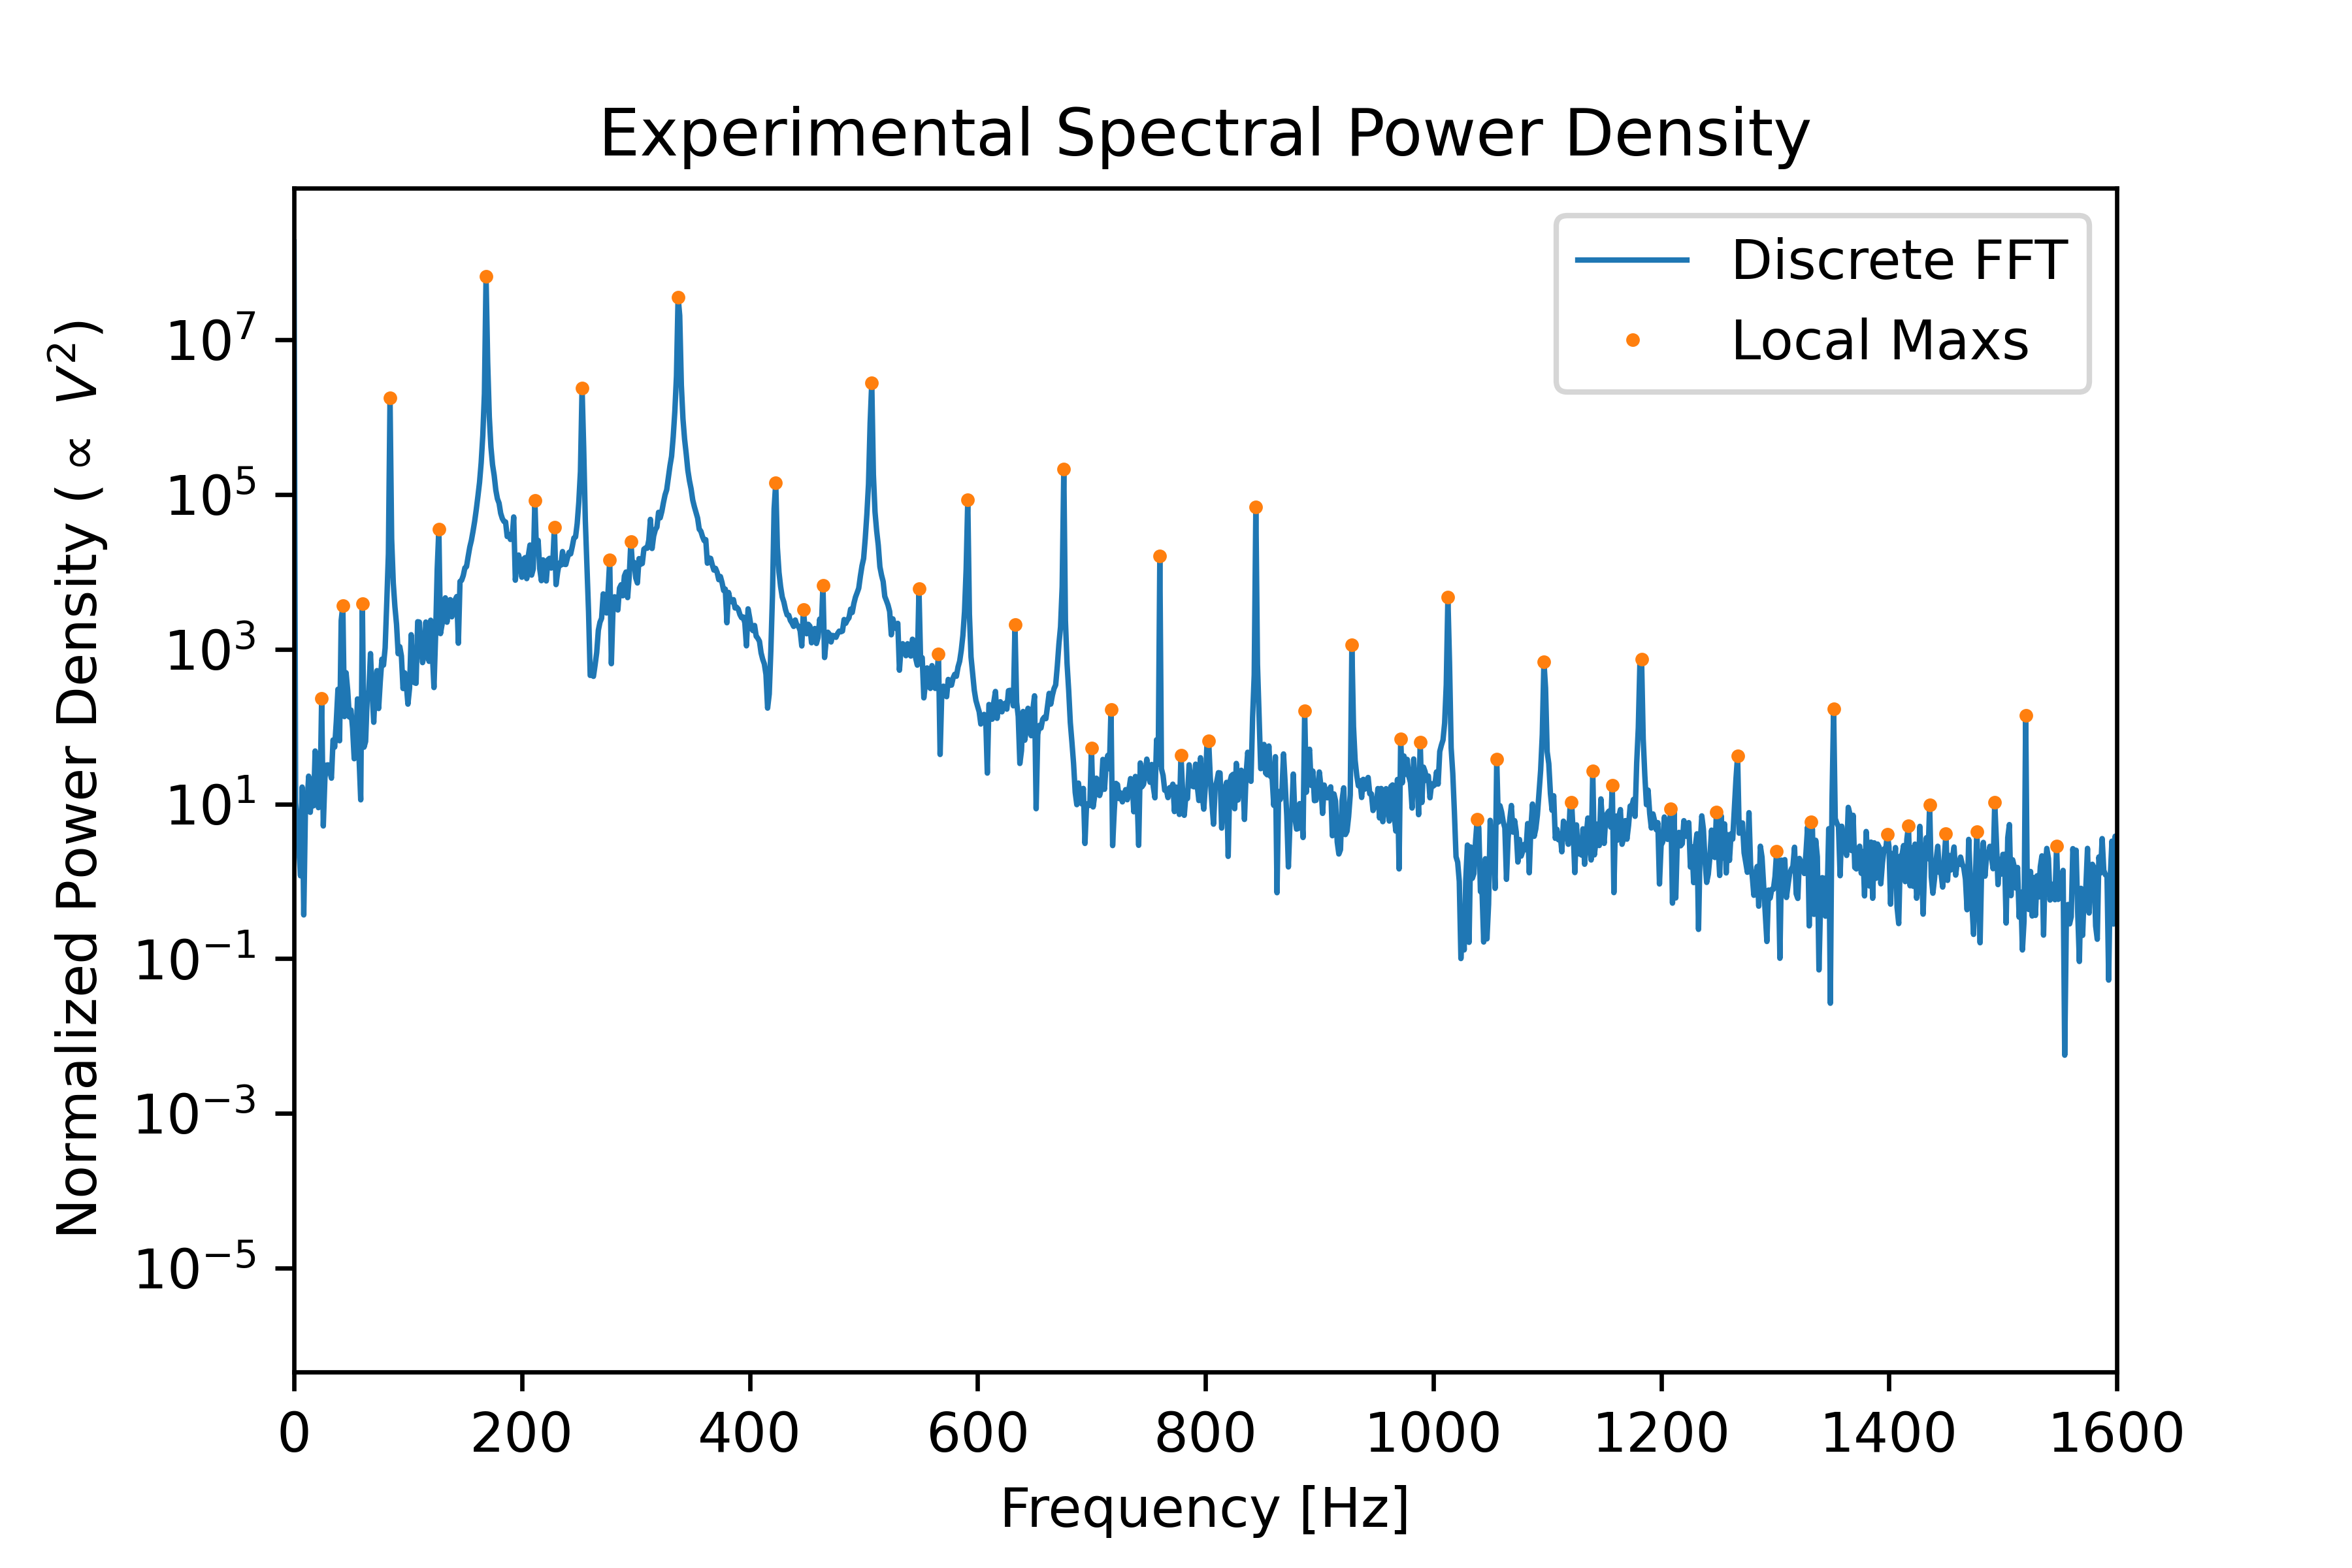 Experimental Spectral Power Density
Discrete FFT
Local Maxs
Normalized Power Density ( ∝ V²)
10⁷
10⁵
10³
10¹
10⁻¹
10⁻³
10⁻⁵
0 200 400 600 800 1000 1200 1400 1600
Frequency [Hz]